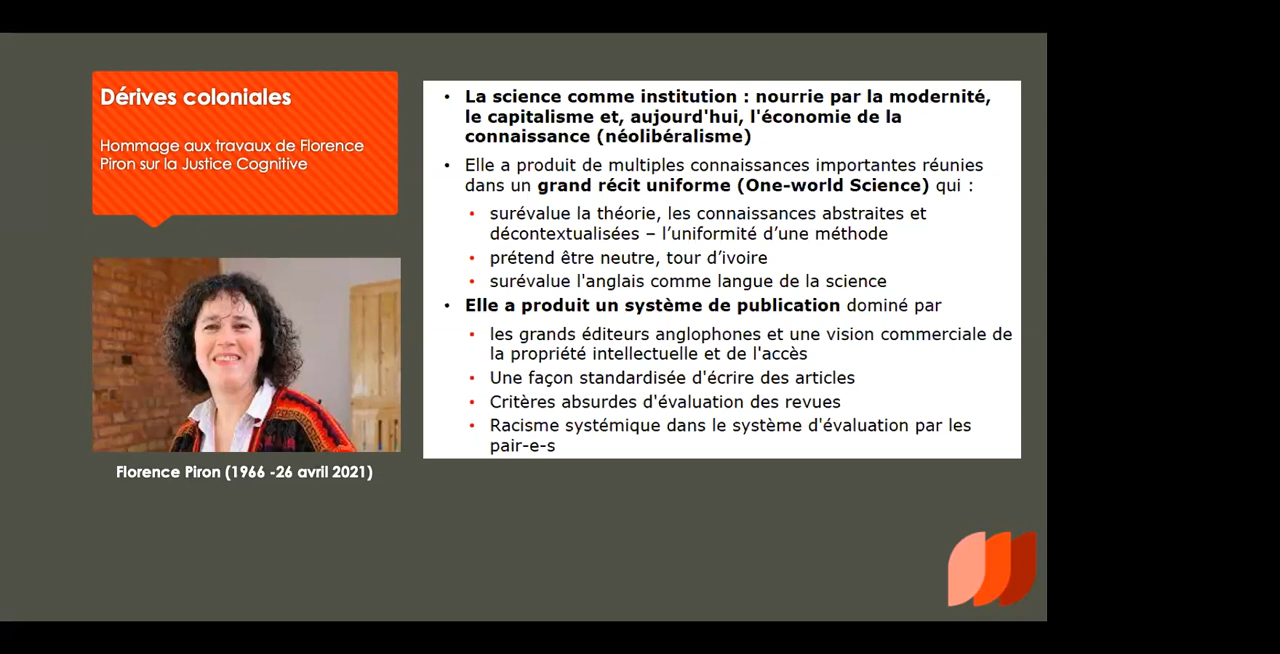 Dérives coloniales
Hommage aux travaux de Florence
Piron sur la Justice Cognitive
Florence Piron (1966 -26 avril 2021)
• La science comme institution : nourrie par la modernité,
le capitalisme et, aujourd'hui, l'économie de la
connaissance (néolibéralisme)
• Elle a produit de multiples connaissances importantes réunies
dans un grand récit uniforme (One-world Science) qui :
• surévalue la théorie, les connaissances abstraites et
décontextualisées – l’uniformité d’une méthode
• prétend être neutre, tour d’ivoire
• surévalue l'anglais comme langue de la science
• Elle a produit un système de publication dominé par
• les grands éditeurs anglophones et une vision commerciale de
la propriété intellectuelle et de l'accès
• Une façon standardisée d'écrire des articles
• Critères absurdes d'évaluation des revues
• Racisme systémique dans le système d'évaluation par les
pair-e-s